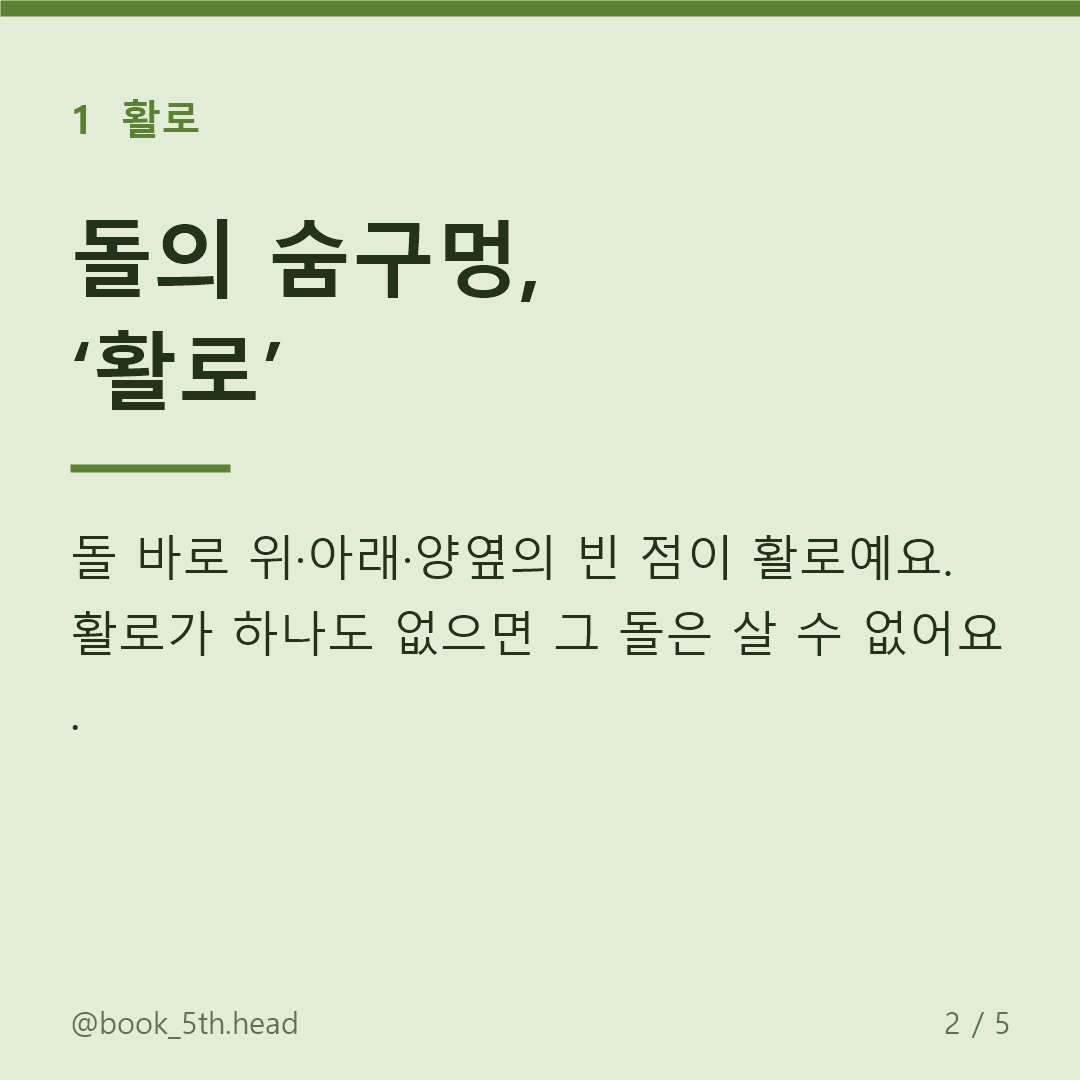 1 활로
돌의 숨구멍,
‘활로’
돌 바로 위·아래·양옆의 빈 점이 활로예요.
활로가 하나도 없으면 그 돌은 살 수 없어요
.
@book_5th.head
2 / 5